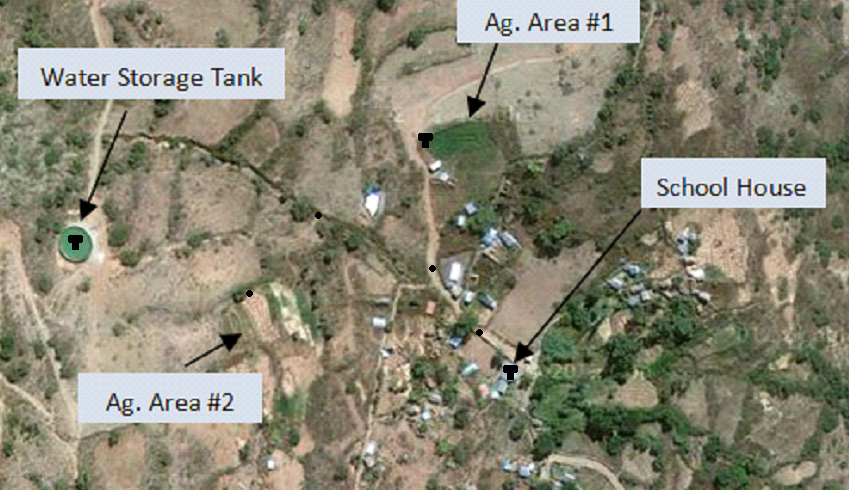 Ag. Area #1
Water Storage Tank
School House
Ag. Area #2